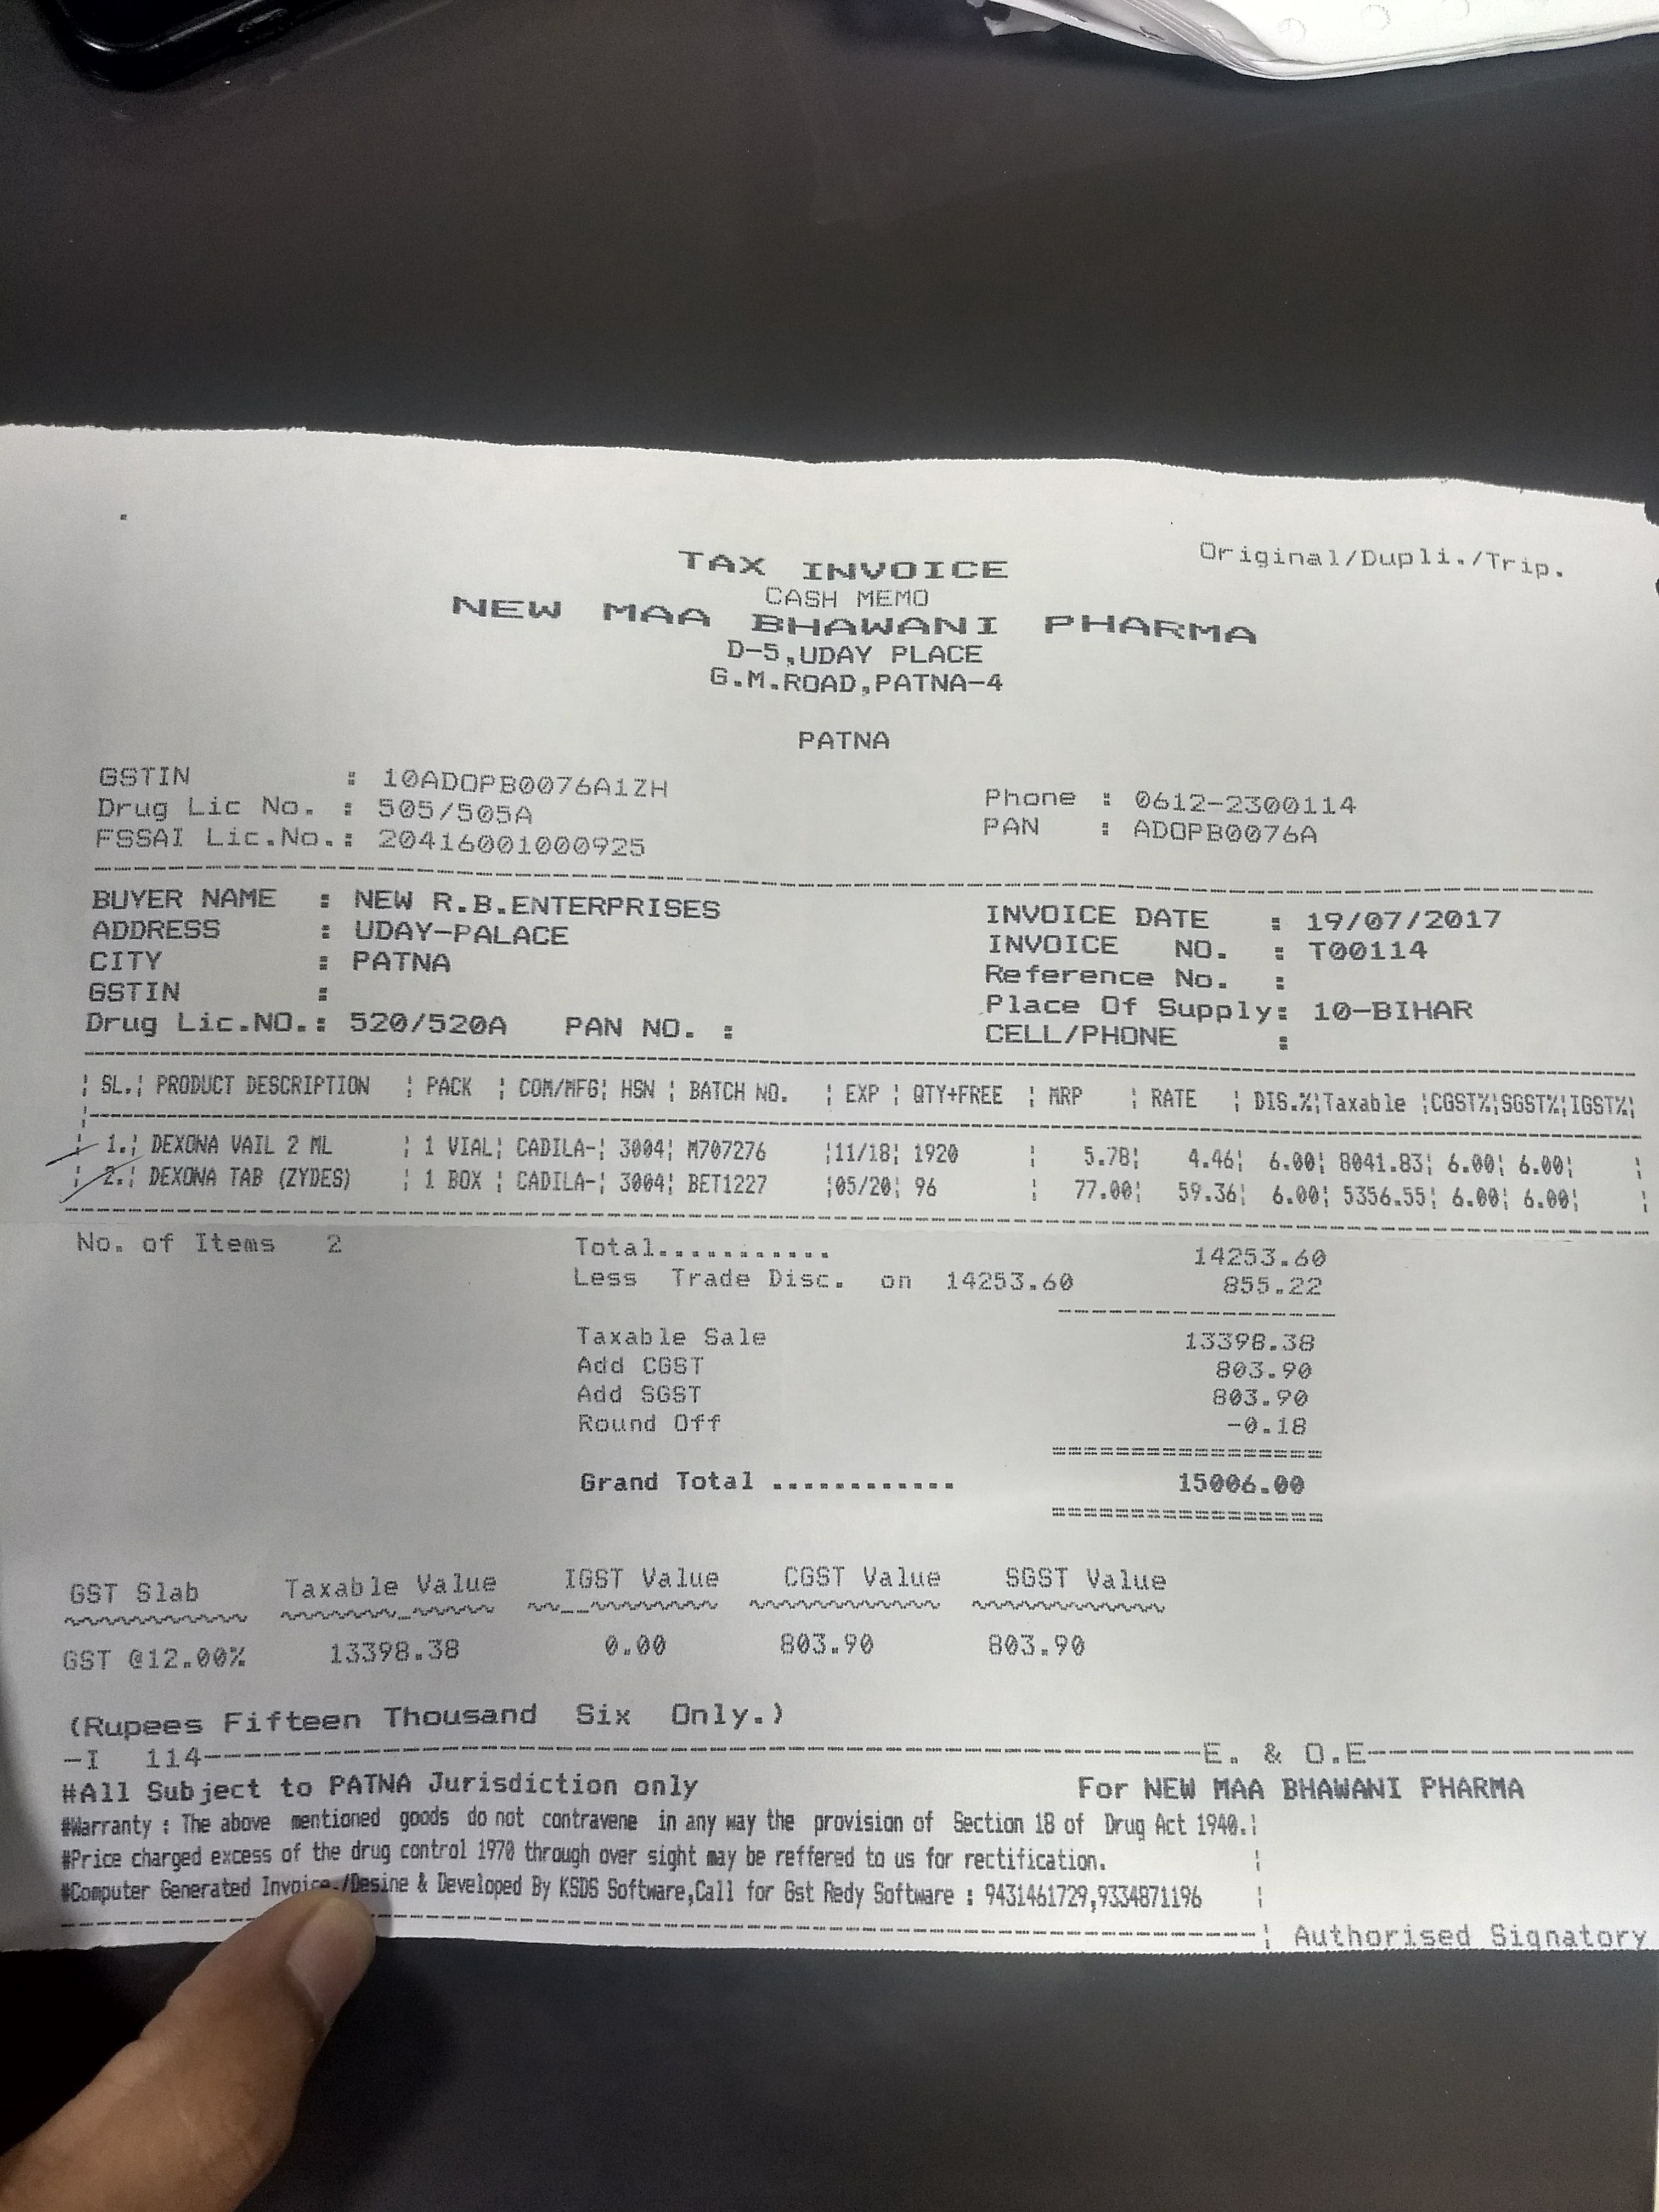 Original/Dupli./Trip.
TAX INVOICE
CASH MEMO
NEW MAA BHAWANI PHARMA
D-5,UDAY PLACE
G.M.ROAD,PATNA-4
PATNA
GSTIN : 10ADOPB0076A1ZH
Drug Lic No. : 505/505A Phone : 0612-2300114
FSSAI Lic.No.: 20416001000925 PAN : ADOPB0076A
BUYER NAME : NEW R.B.ENTERPRISES INVOICE DATE : 19/07/2017
ADDRESS : UDAY-PALACE INVOICE NO. : T00114
CITY : PATNA Reference No. :
GSTIN : Place Of Supply: 10-BIHAR
Drug Lic.NO.: 520/520A PAN NO. : CELL/PHONE :
¦ SL.¦ PRODUCT DESCRIPTION ¦ PACK ¦ COM/MFG¦ HSN ¦ BATCH NO. ¦ EXP ¦ QTY+FREE ¦ MRP ¦ RATE ¦ DIS.%¦Taxable ¦CGST%¦SGST%¦IGST%¦
¦ 1.¦ DEXONA VAIL 2 ML ¦ 1 VIAL¦ CADILA-¦ 3004¦ M707276 ¦11/18¦ 1920 ¦ 5.78¦ 4.46¦ 6.00¦ 8041.83¦ 6.00¦ 6.00¦ ¦
¦ 2.¦ DEXONA TAB (ZYDES) ¦ 1 BOX ¦ CADILA-¦ 3004¦ BET1227 ¦05/20¦ 96 ¦ 77.00¦ 59.36¦ 6.00¦ 5356.55¦ 6.00¦ 6.00¦ ¦
No. of Items 2 Total........... 14253.60
Less Trade Disc. on 14253.60 855.22
Taxable Sale 13398.38
Add CGST 803.90
Add SGST 803.90
Round Off -0.18
Grand Total ............ 15006.00
GST Slab Taxable Value IGST Value CGST Value SGST Value
GST @12.00% 13398.38 0.00 803.90 803.90
(Rupees Fifteen Thousand Six Only.)
-I 114-----E. & O.E-----
#All Subject to PATNA Jurisdiction only For NEW MAA BHAWANI PHARMA
#Warranty : The above mentioned goods do not contravene in any way the provision of Section 18 of Drug Act 1940.¦
#Price charged excess of the drug control 1970 through over sight may be reffered to us for rectification. ¦
#Computer Generated Invoice./Desine & Developed By KSDS Software,Call for Gst Redy Software : 9431461729,9334871196 ¦
¦ Authorised Signatory